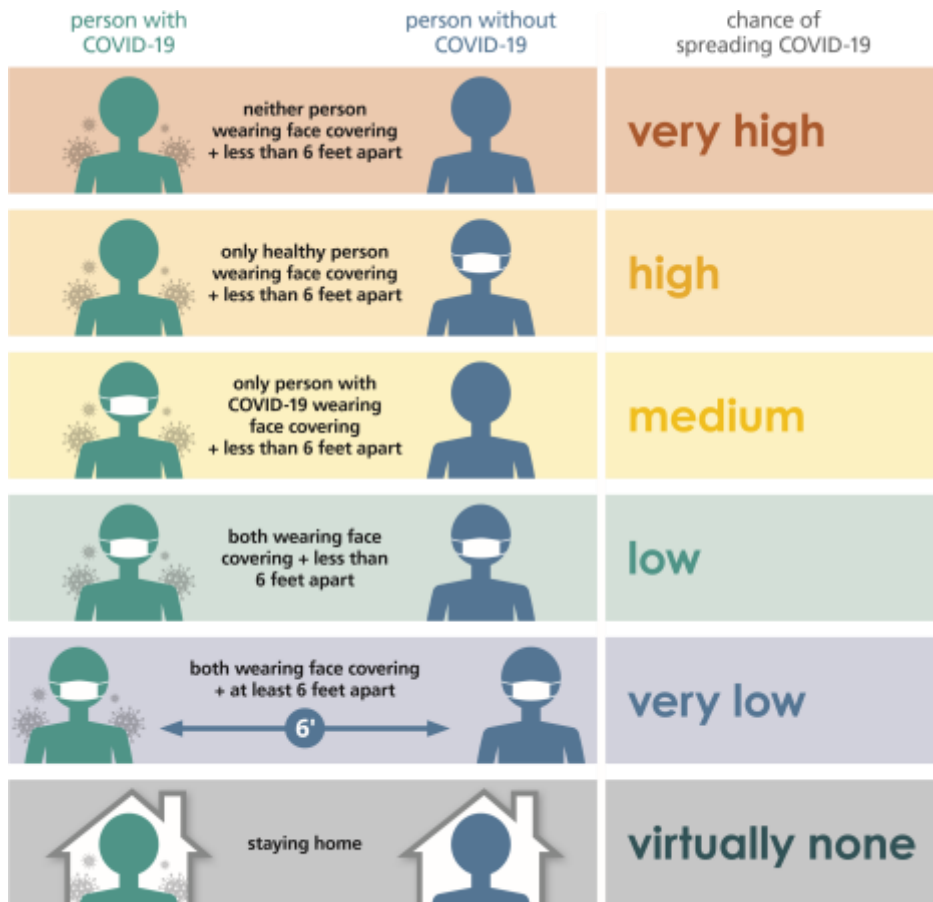 person with
COVID-19
person without
COVID-19
chance of
spreading COVID-19
neither person
wearing face covering
+ less than 6 feet apart
very high
only healthy person
wearing face covering
+ less than 6 feet apart
high
only person with
COVID-19 wearing
face covering
+ less than 6 feet apart
medium
both wearing face
covering + less than
6 feet apart
low
both wearing face covering
+ at least 6 feet apart
6'
very low
staying home
virtually none